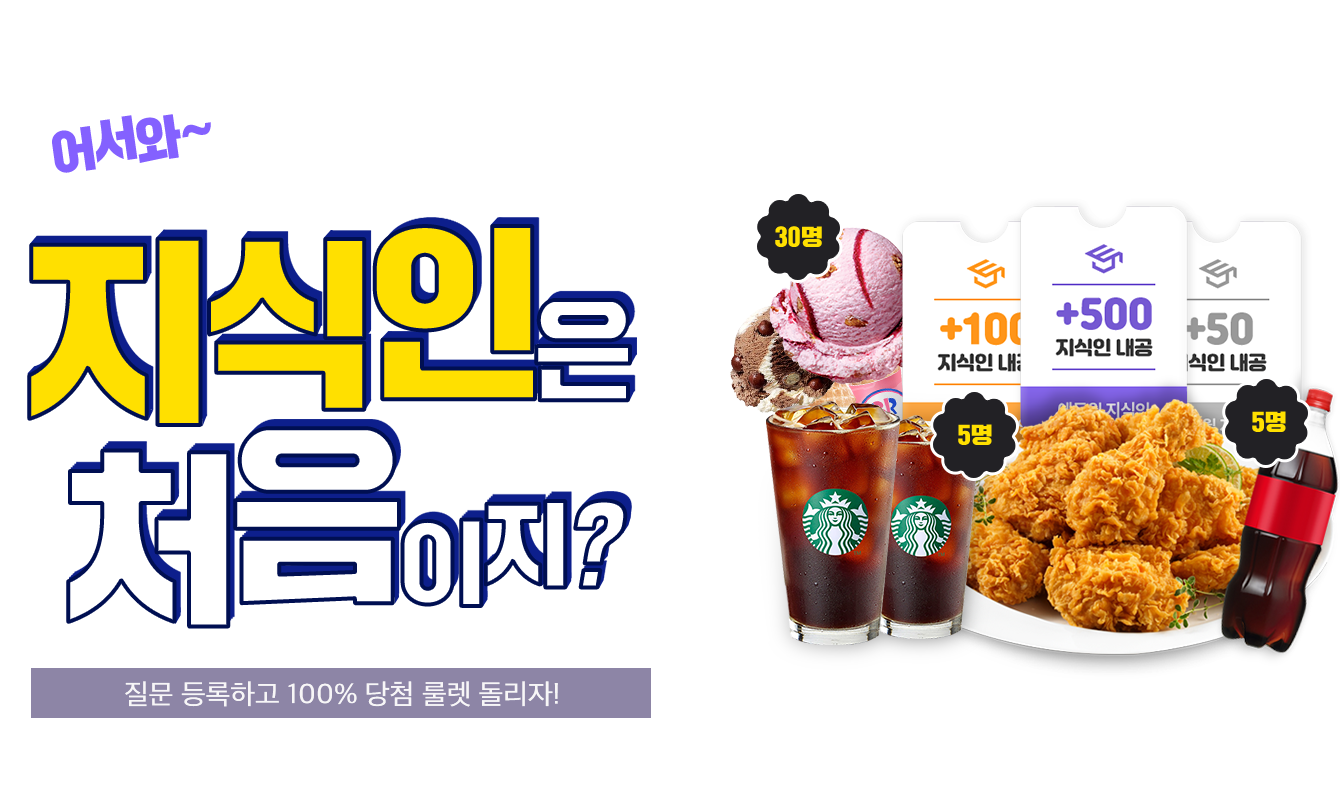 어서와~
지식인은
처음이지?
질문 등록하고 100% 당첨 룰렛 돌리자!
30명
+100
지식인 내공
+500
지식인 내공
+50
지식인 내공
5명
5명